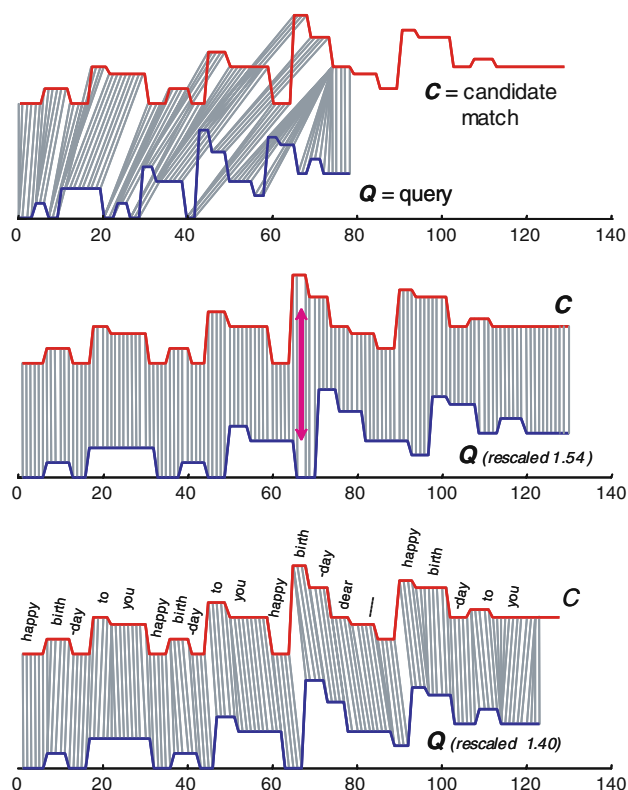 C = candidate
match
Q = query
0 20 40 60 80 100 120 140
C
Q (rescaled 1.54)
0 20 40 60 80 100 120 140
happy birth -day to you happy birth -day to you happy birth -day dear — happy birth -day to you
C
Q (rescaled 1.40)
0 20 40 60 80 100 120 140